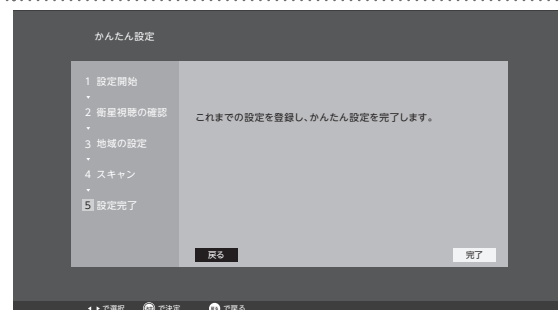 かんたん設定
1 設定開始
2 衛星視聴の確認
3 地域の設定
4 スキャン
5 設定完了
これまでの設定を登録し、かんたん設定を完了します。
戻る
完了
で選択 で決定 で戻る